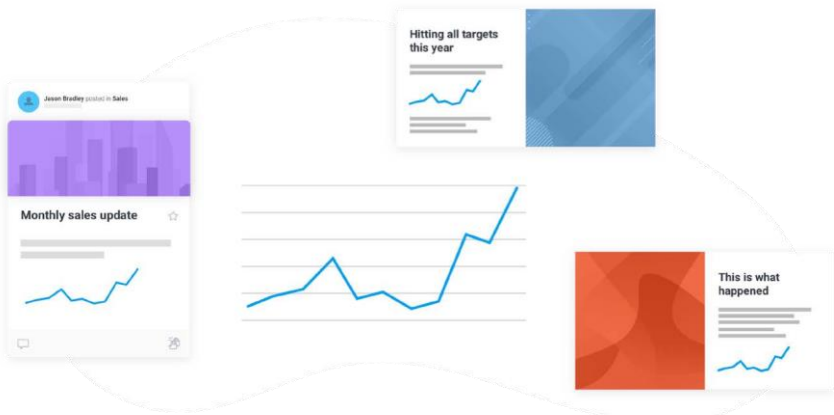 Hitting all targets
this year
Jason Bradley posted in Sales
Monthly sales update
This is what
happened